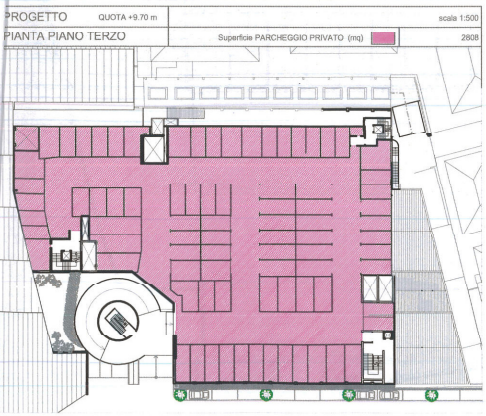 PROGETTO QUOTA +9.70 m scala 1:500
PIANTA PIANO TERZO Superficie PARCHEGGIO PRIVATO (mq) 2808